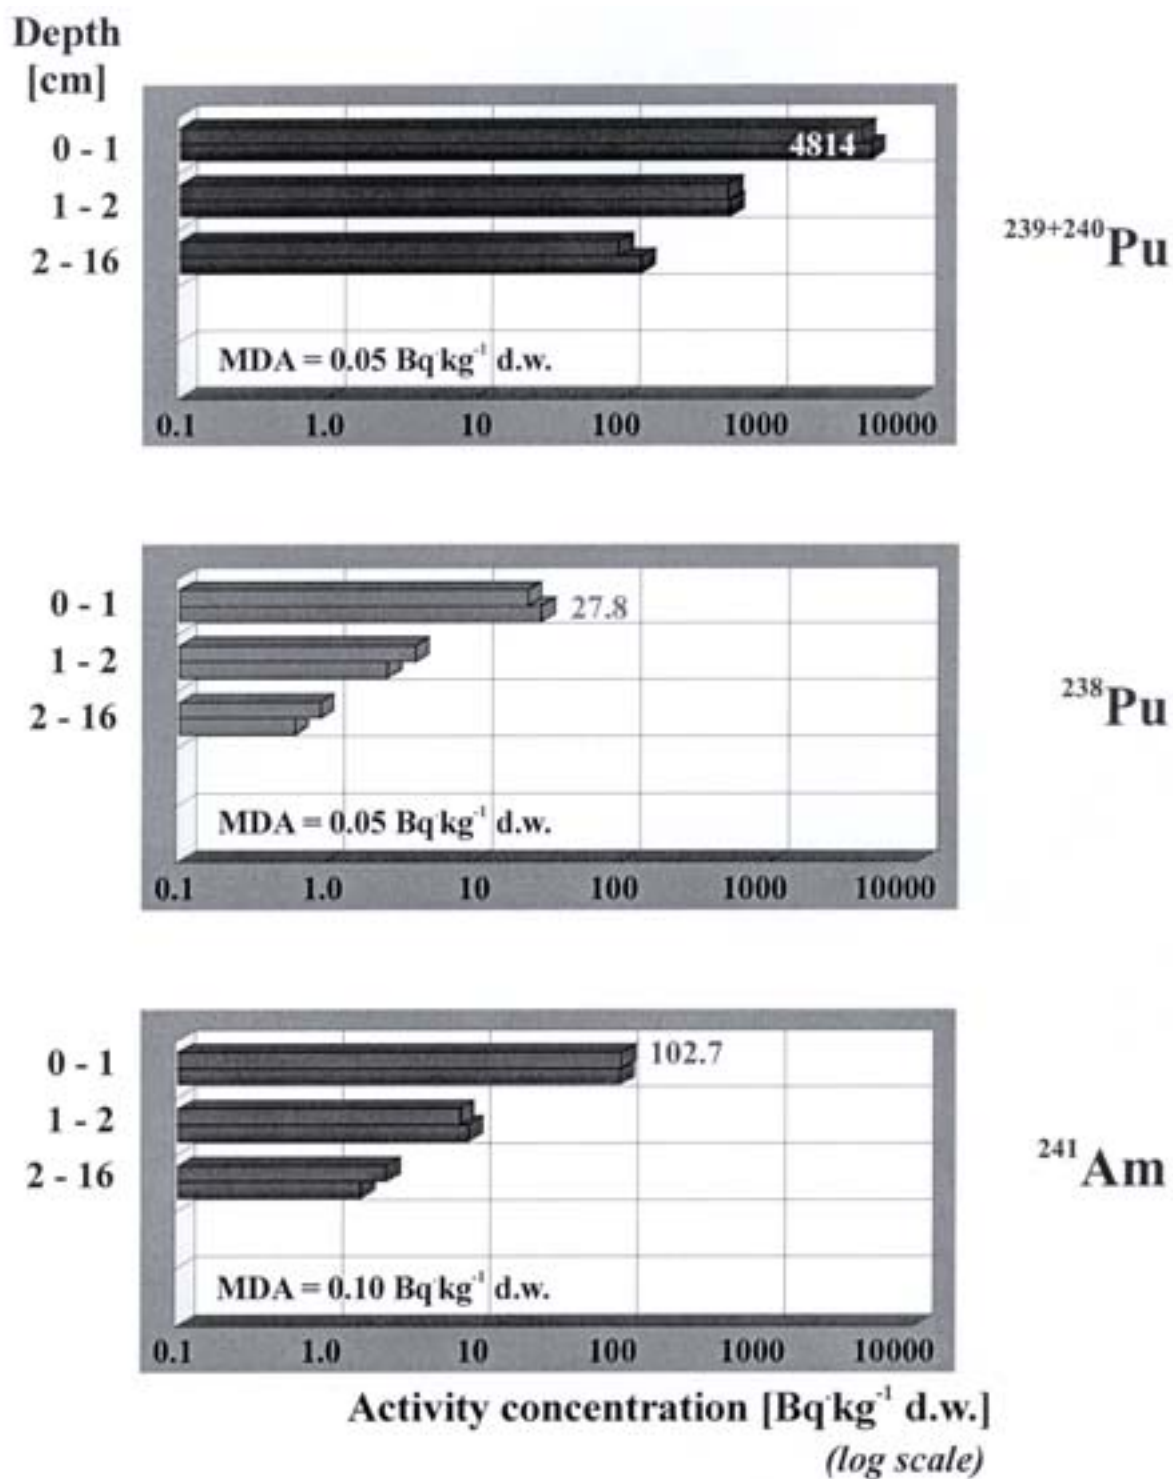 Depth
[cm]
0 - 1
4814
1 - 2
2 - 16
²³⁹⁺²⁴⁰Pu
MDA = 0.05 Bq·kg⁻¹ d.w.
0.1 1.0 10 100 1000 10000
0 - 1
27.8
1 - 2
2 - 16
²³⁸Pu
MDA = 0.05 Bq·kg⁻¹ d.w.
0.1 1.0 10 100 1000 10000
0 - 1
102.7
1 - 2
2 - 16
²⁴¹Am
MDA = 0.10 Bq·kg⁻¹ d.w.
0.1 1.0 10 100 1000 10000
Activity concentration [Bq·kg⁻¹ d.w.]
(log scale)